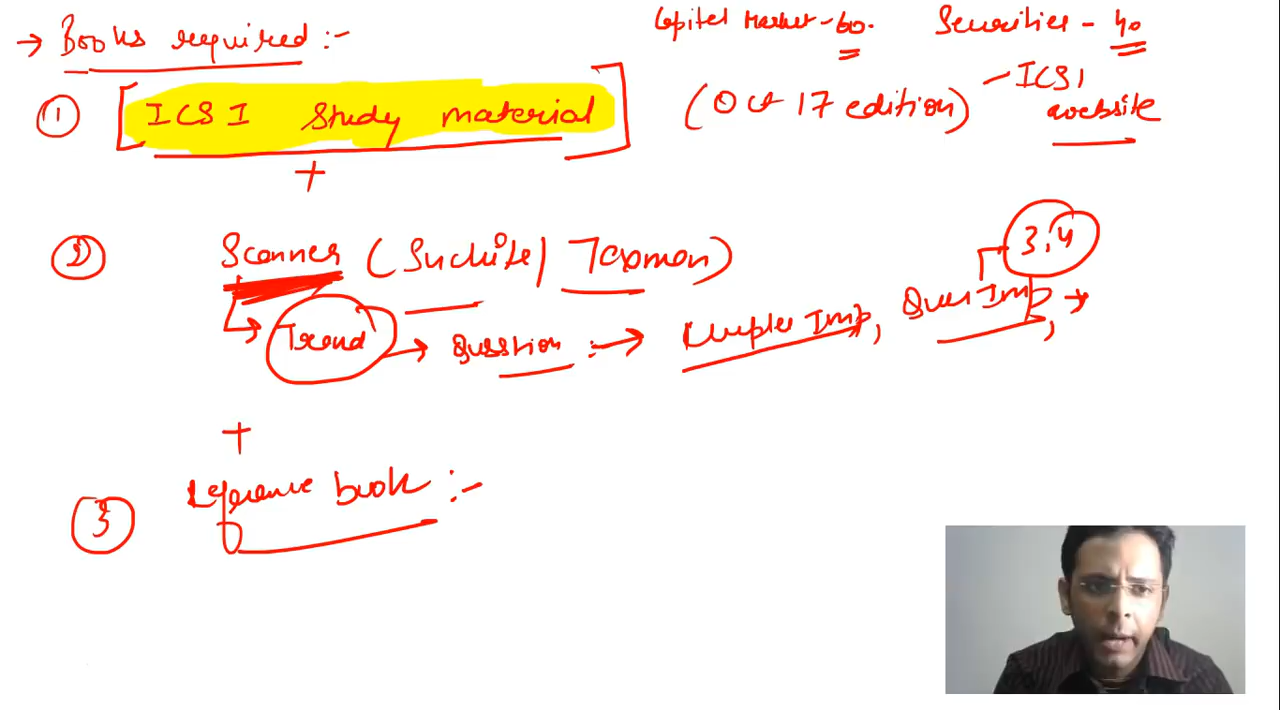 → Books required :-
Capital Market - 60. Securities - 40
① [ICSI Study material] (Oct 17 edition) - ICSI website
+
② Scanner (Suchita/ Taxman)
3,4
↳ Trend → Question :- → Chapter Imp, Ques Imp, →
+
③ Reference book :-